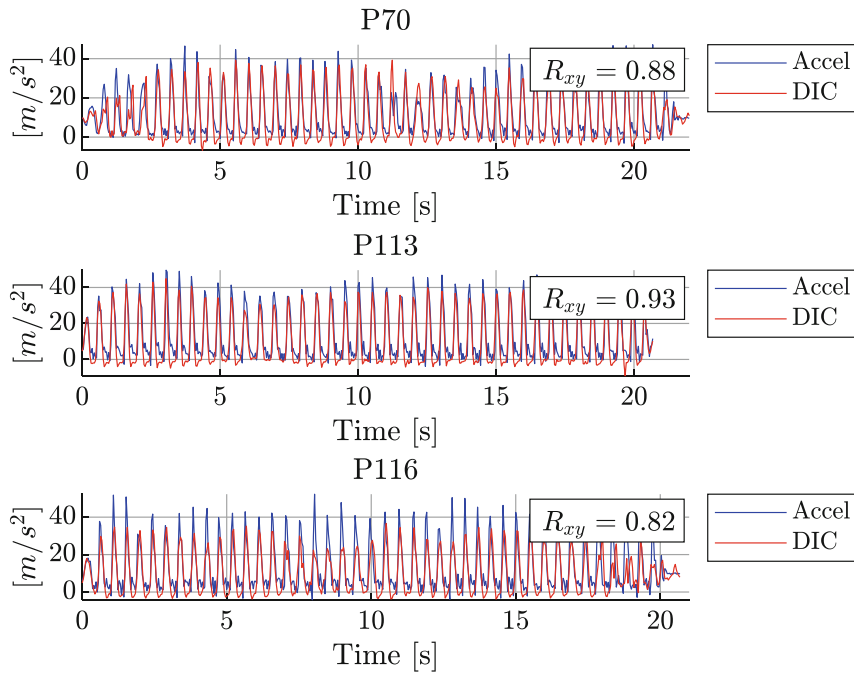 P70
[m/s²]
40
20
0
R_xy = 0.88
Accel
DIC
0 5 10 15 20
Time [s]
P113
[m/s²]
40
20
0
R_xy = 0.93
Accel
DIC
0 5 10 15 20
Time [s]
P116
[m/s²]
40
20
0
R_xy = 0.82
Accel
DIC
0 5 10 15 20
Time [s]